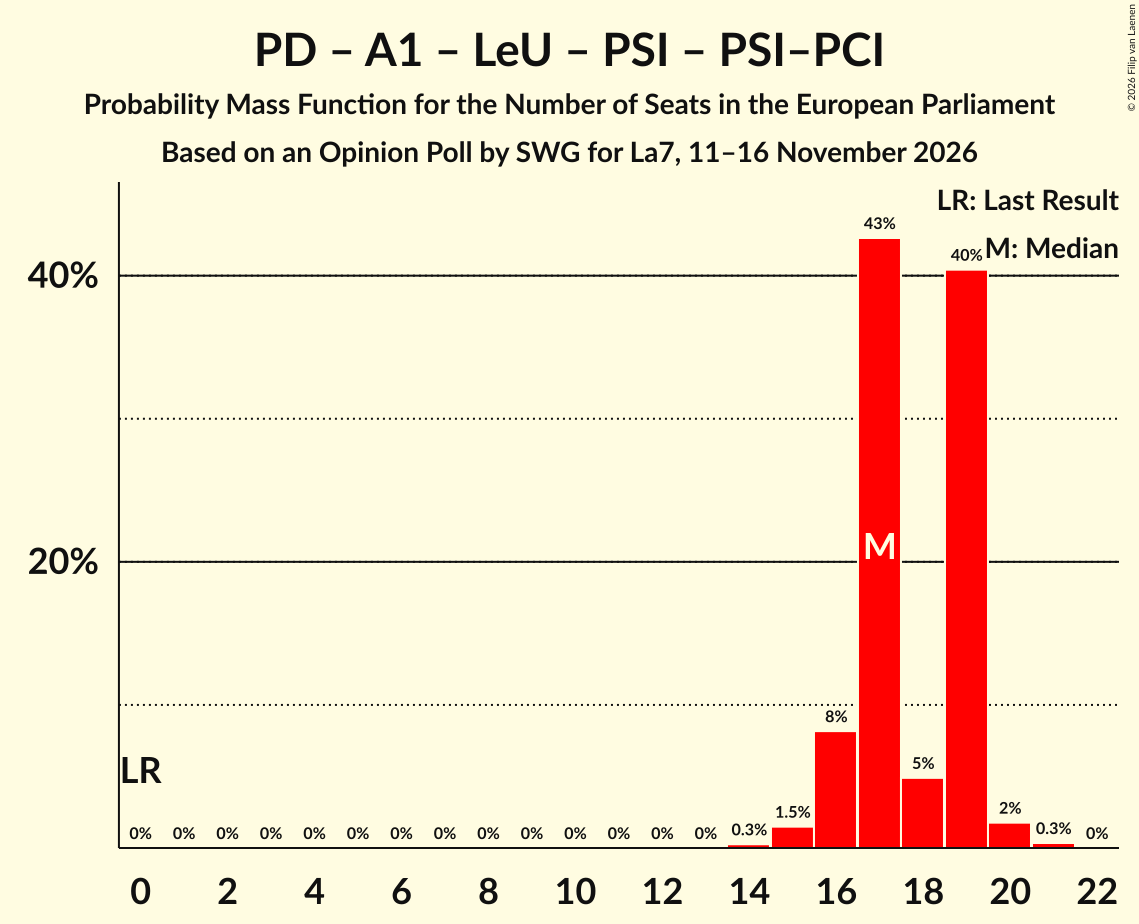 PD – A1 – LeU – PSI – PSI–PCI
Probability Mass Function for the Number of Seats in the European Parliament
Based on an Opinion Poll by SWG for La7, 11–16 November 2026
© 2026 Filip van Laenen
LR: Last Result
M: Median
43%
40%
40%
20%
M
8%
5%
1.5%
2%
0.3%
0.3%
LR
0% 0% 0% 0% 0% 0% 0% 0% 0% 0% 0% 0% 0% 0% 0%
0 2 4 6 8 10 12 14 16 18 20 22